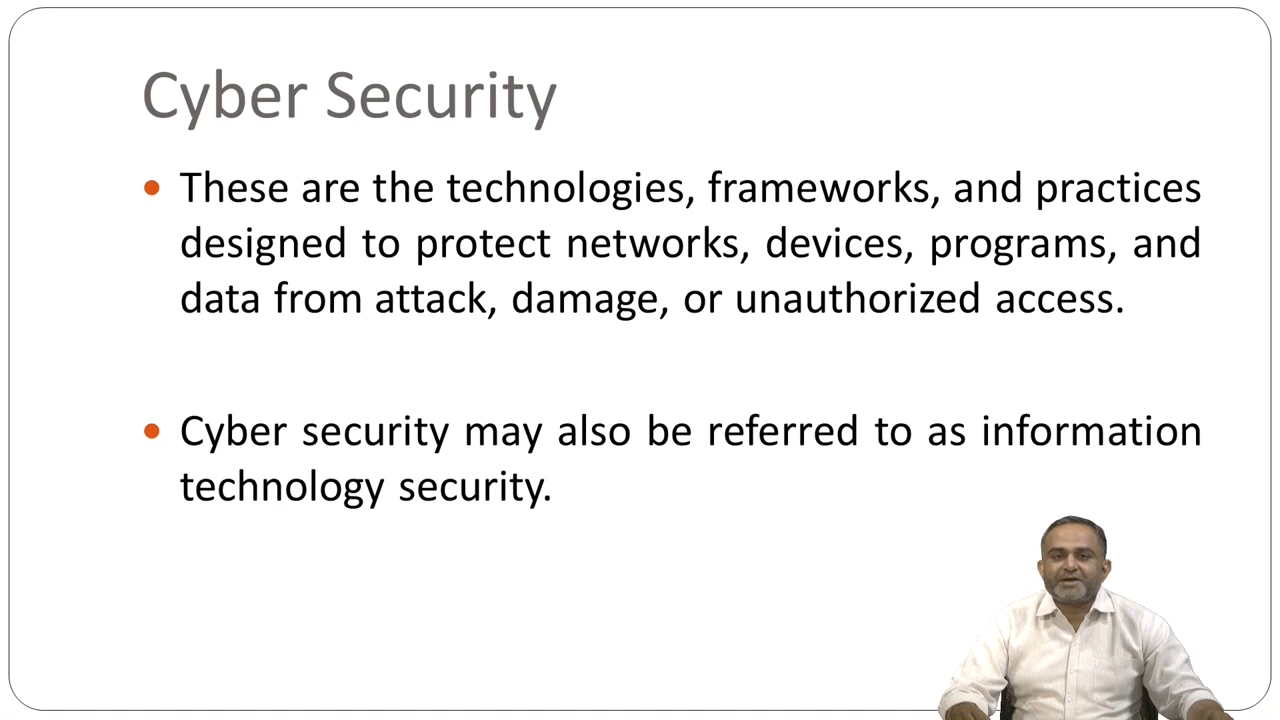 Cyber Security
• These are the technologies, frameworks, and practices
designed to protect networks, devices, programs, and
data from attack, damage, or unauthorized access.
• Cyber security may also be referred to as information
technology security.